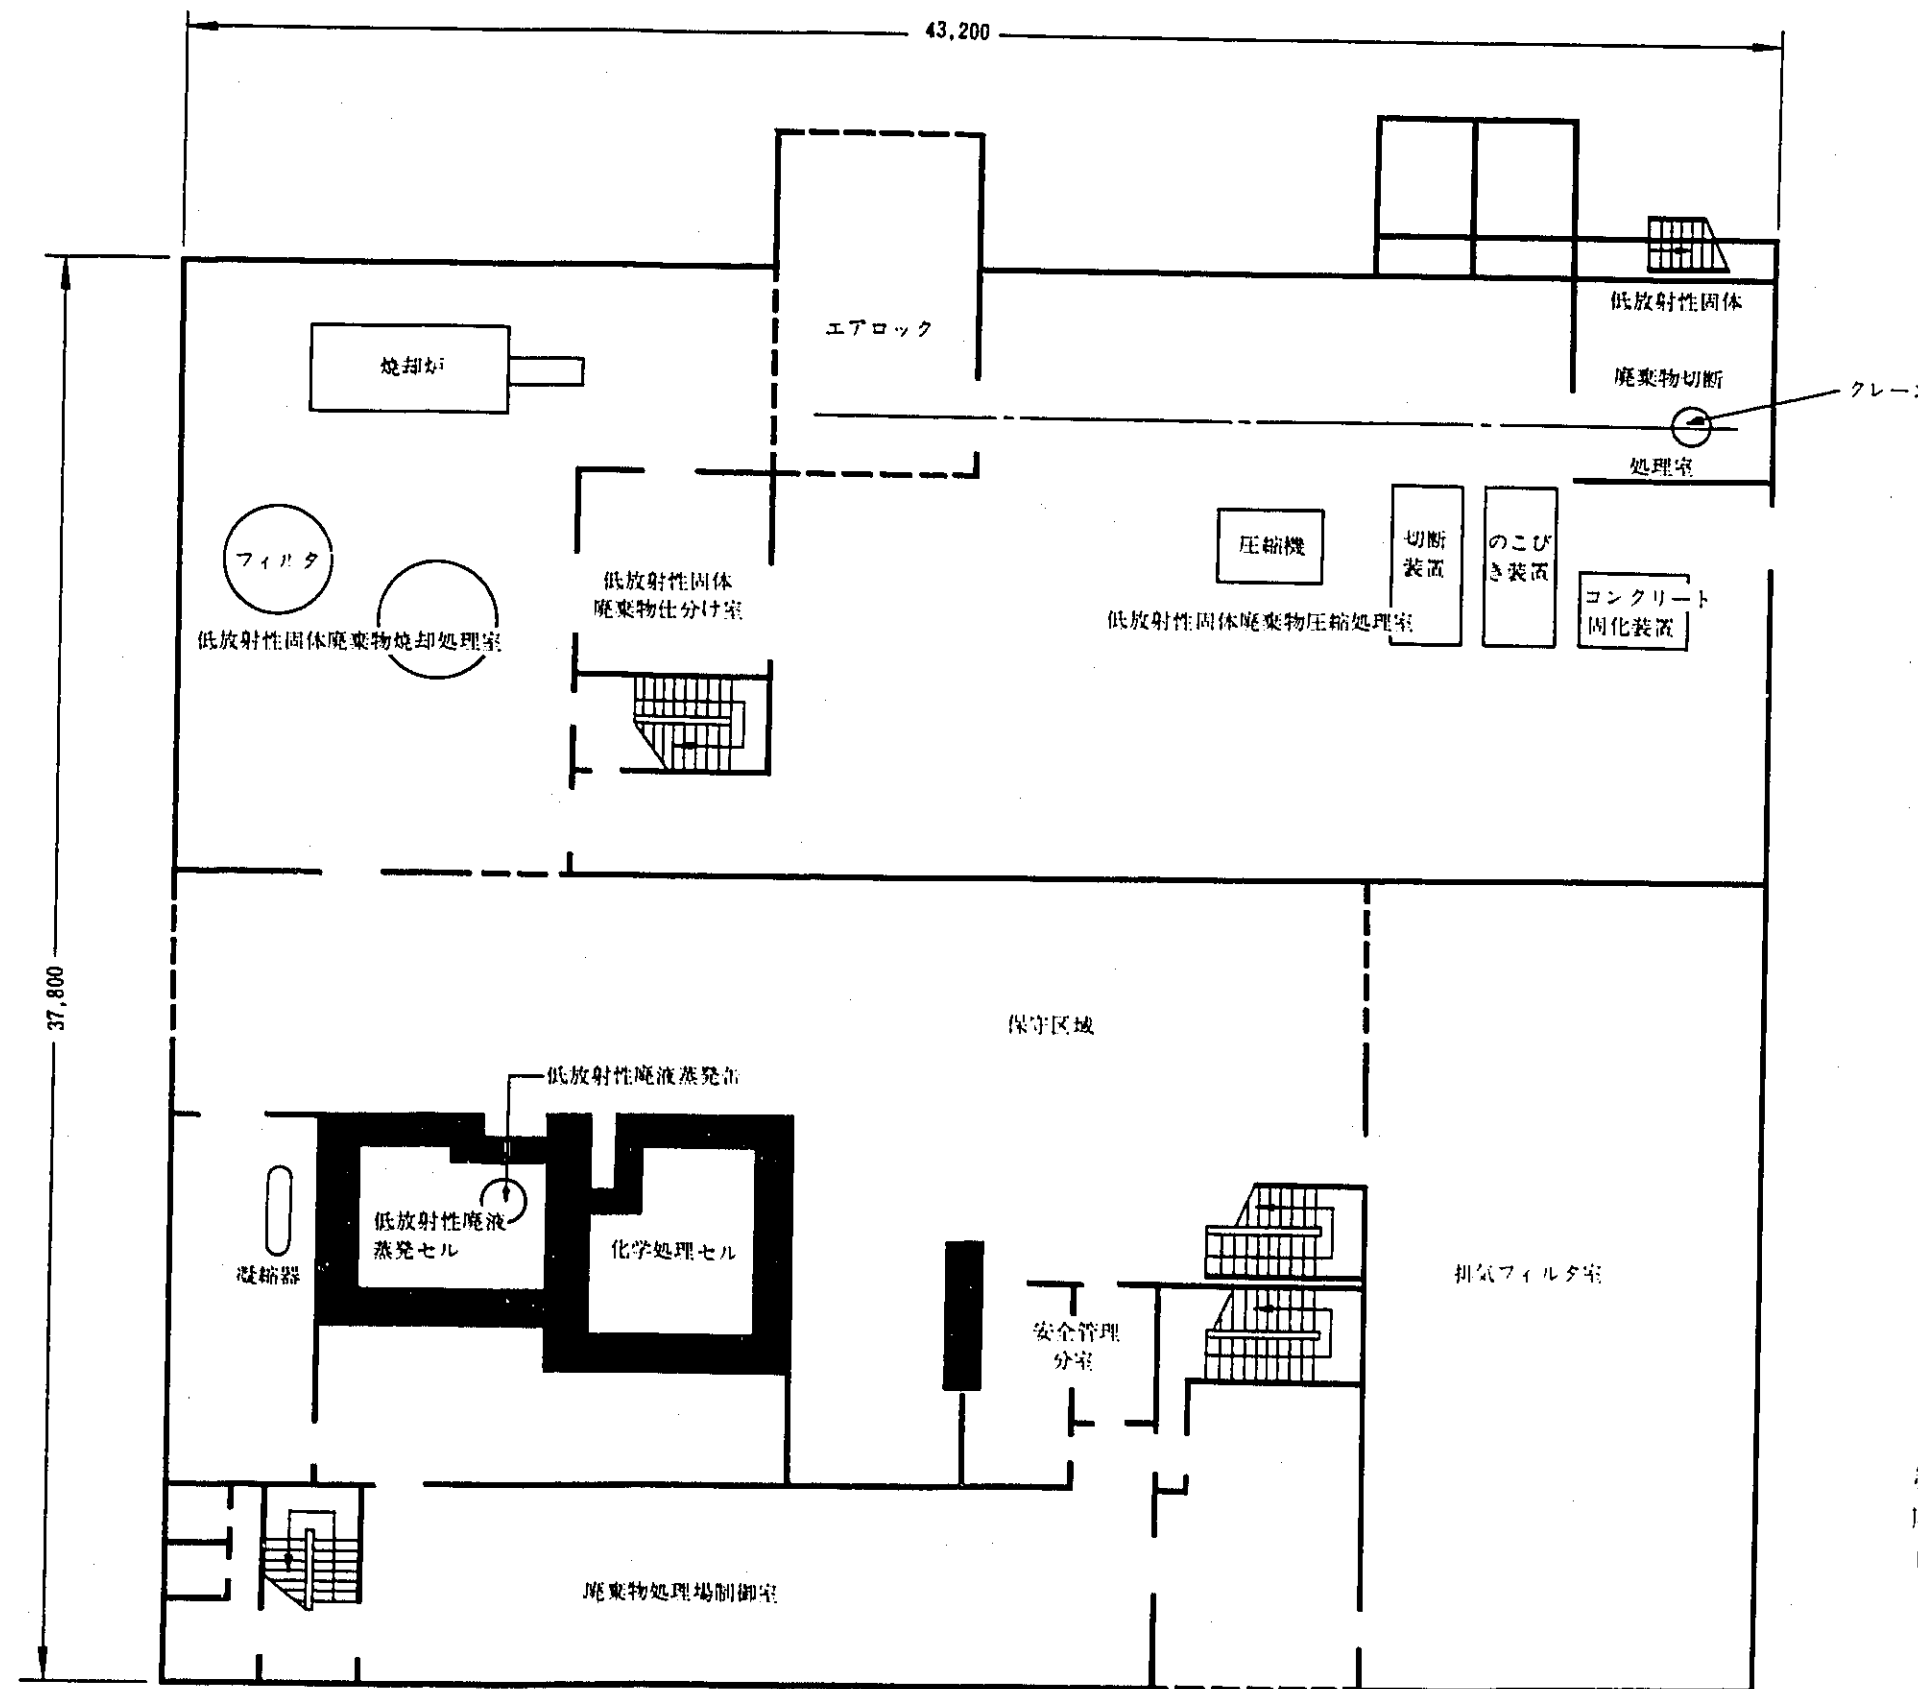 43,200
低放射性固体
エアロック
焼却炉
廃棄物切断
クレーン
処理室
フィルタ
圧縮機
切断
装置
のこび
き装置
低放射性固体
廃棄物仕分け室
コンクリート
固化装置
低放射性固体廃棄物圧縮処理室
低放射性固体廃棄物焼却処理室
37,800
保守区域
低放射性廃液蒸発缶
低放射性廃液
蒸発セル
化学処理セル
凝縮器
排気フィルタ室
安全管理
分室
廃棄物処理場制御室